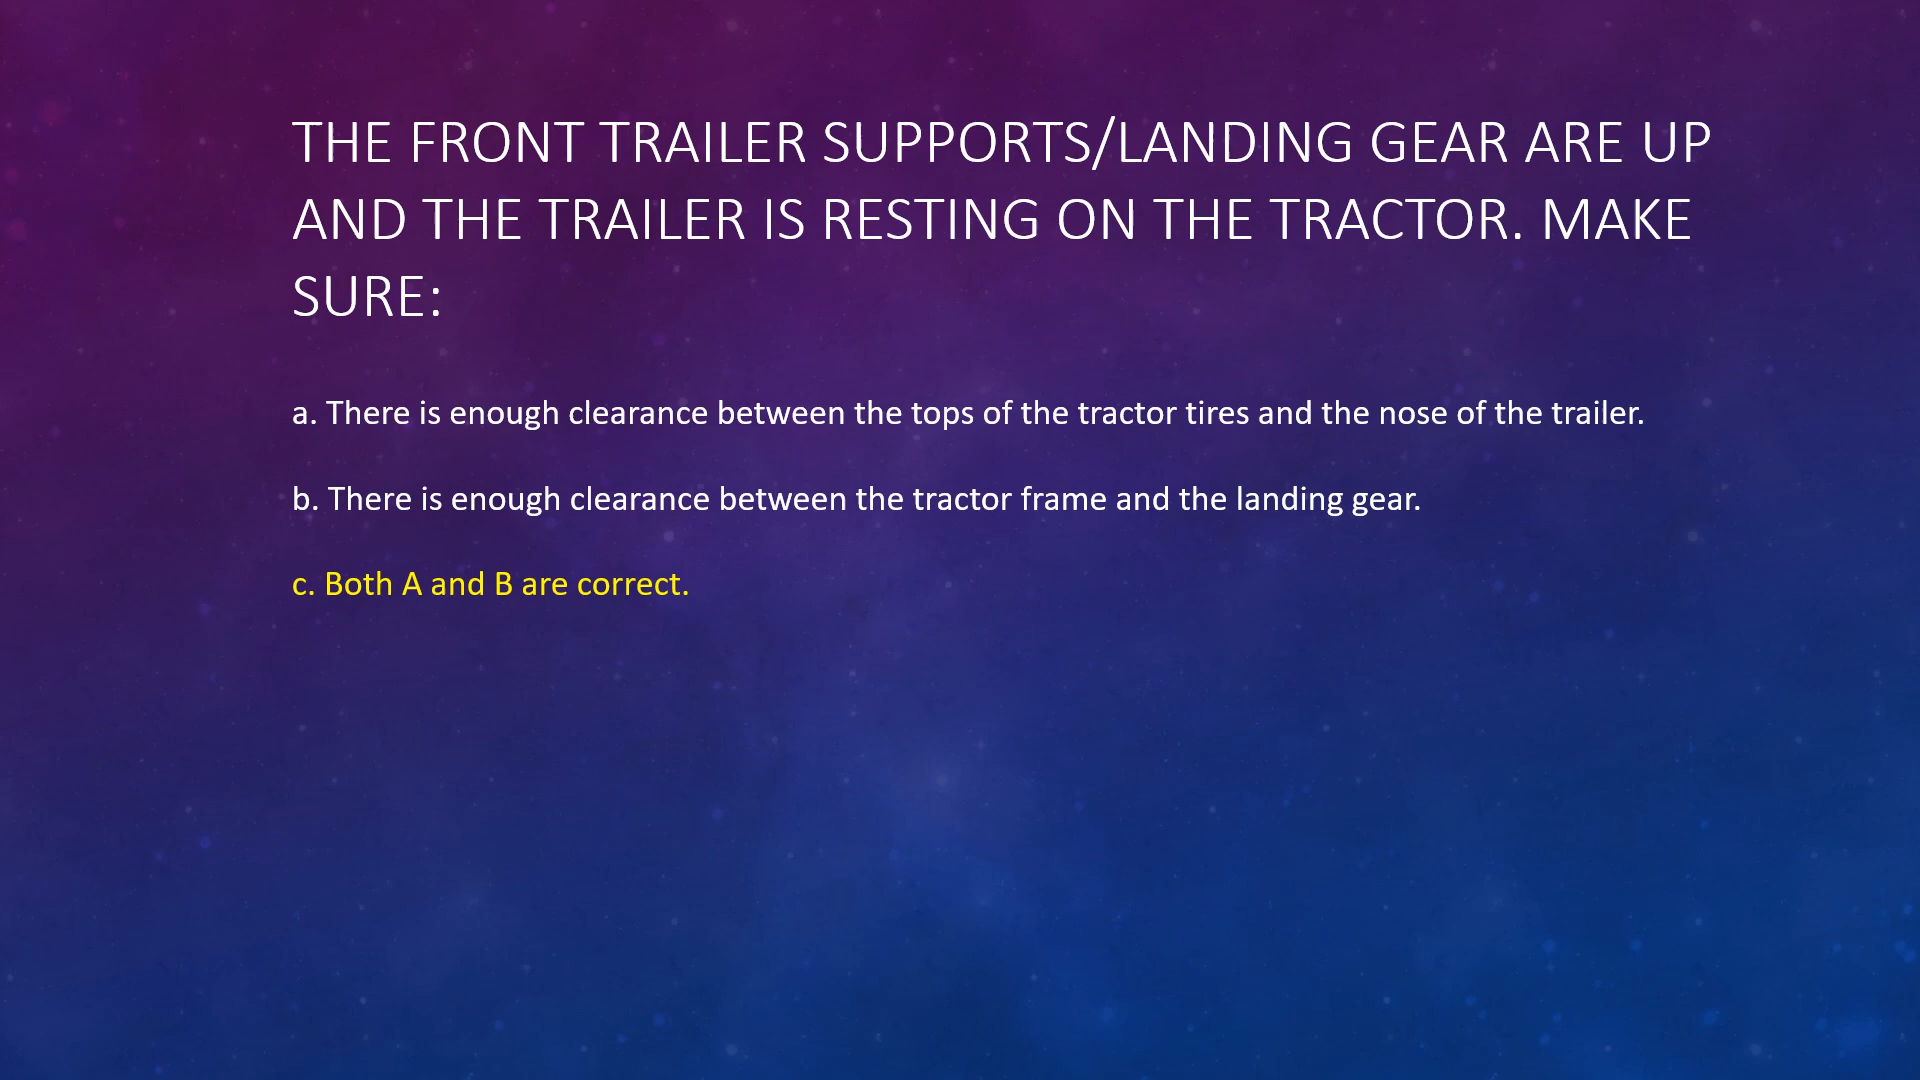 THE FRONT TRAILER SUPPORTS/LANDING GEAR ARE UP
AND THE TRAILER IS RESTING ON THE TRACTOR. MAKE
SURE:
a. There is enough clearance between the tops of the tractor tires and the nose of the trailer.
b. There is enough clearance between the tractor frame and the landing gear.
c. Both A and B are correct.